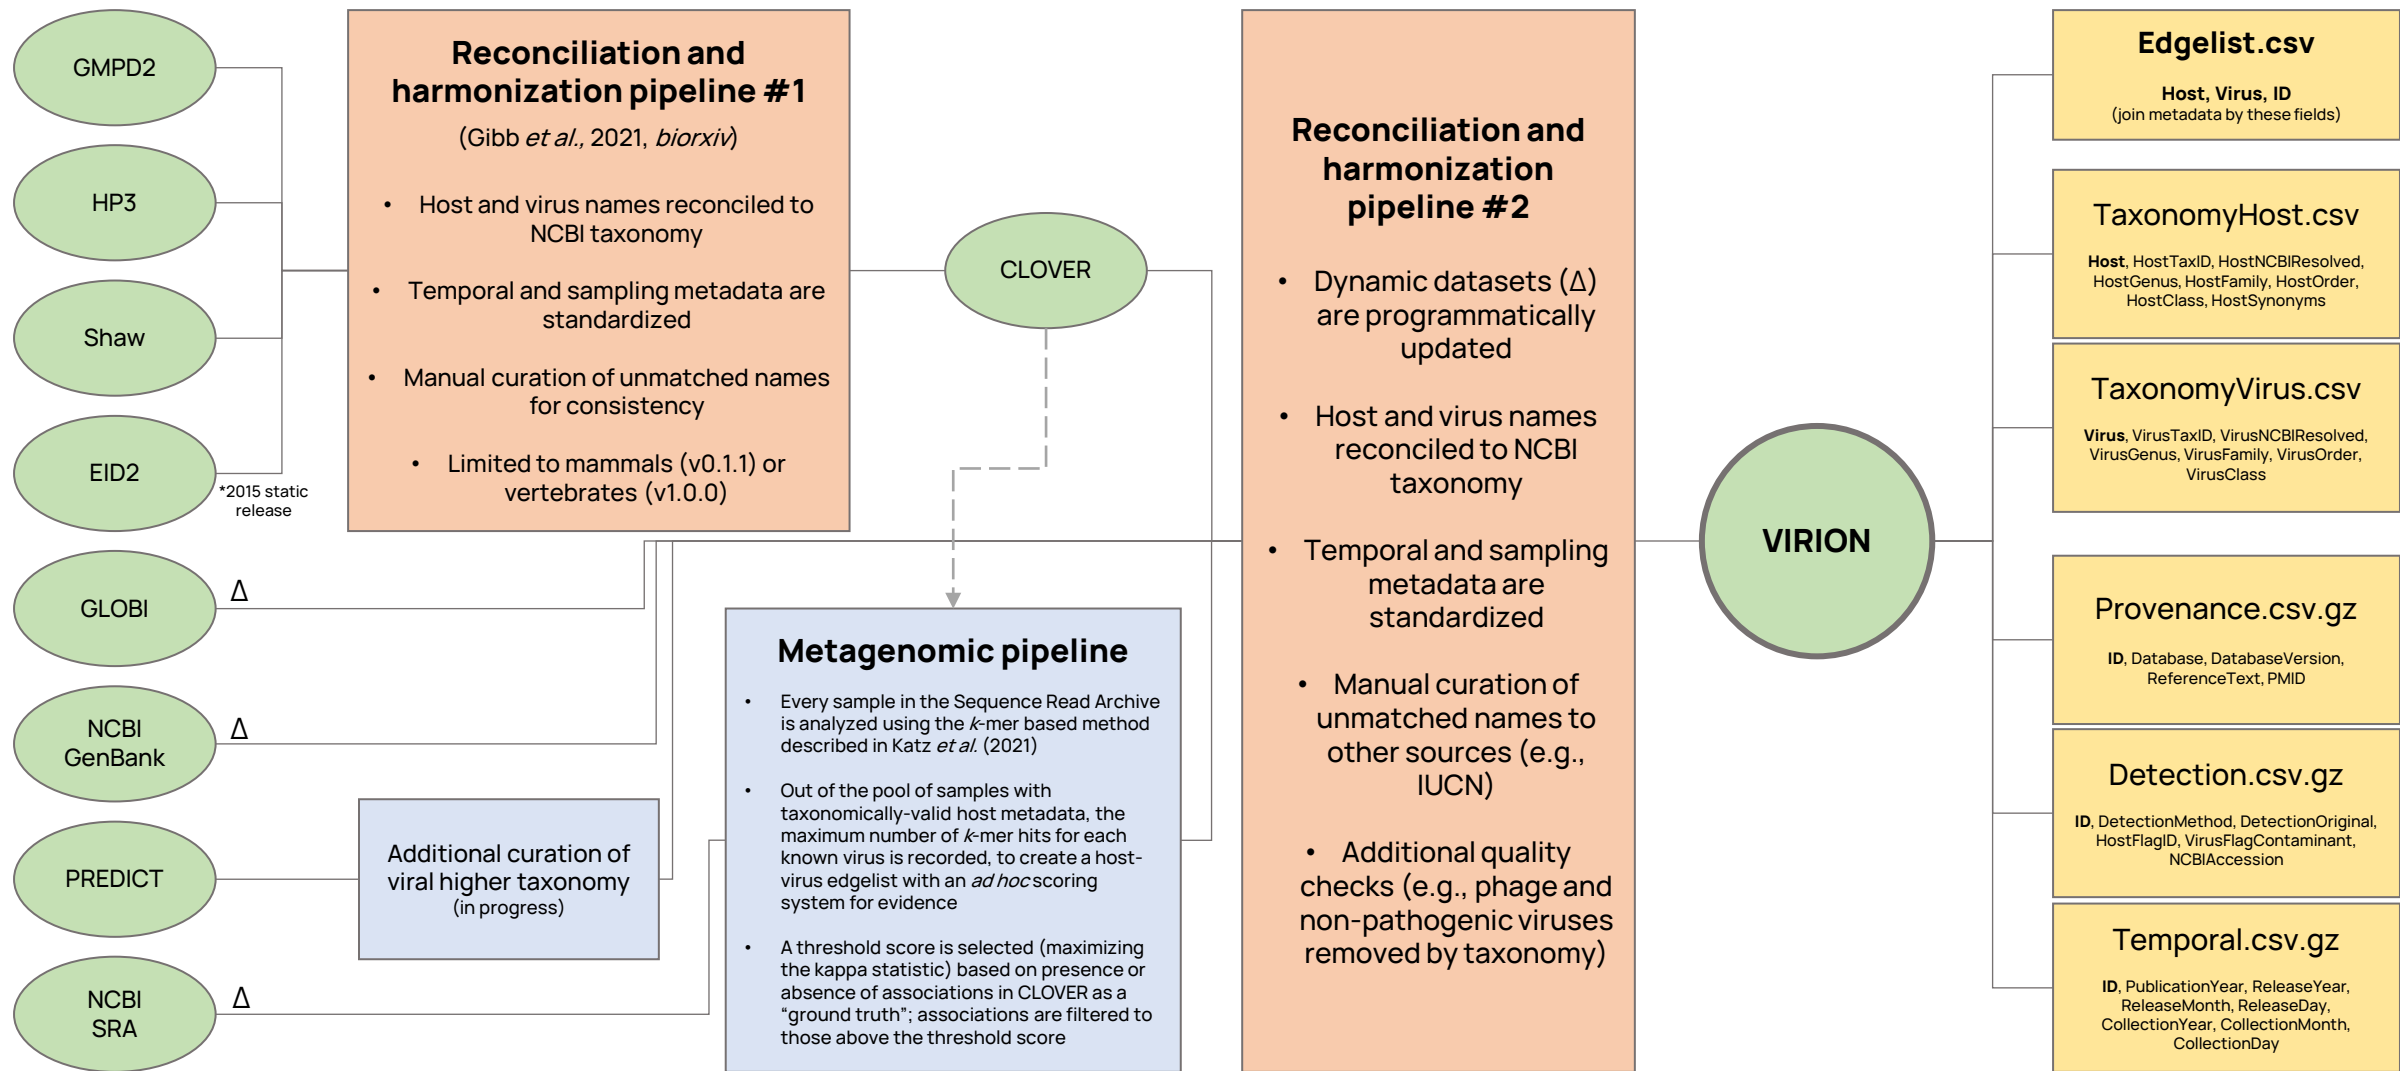 GMPD2
HP3
Shaw
EID2
*2015 static
release
GLOBI
Δ
NCBI
GenBank
Δ
PREDICT
NCBI
SRA
Δ
Reconciliation and
harmonization pipeline #1
(Gibb et al., 2021, biorxiv)
• Host and virus names reconciled to
NCBI taxonomy
• Temporal and sampling metadata are
standardized
• Manual curation of unmatched names
for consistency
• Limited to mammals (v0.1.1) or
vertebrates (v1.0.0)
Additional curation of
viral higher taxonomy
(in progress)
CLOVER
Metagenomic pipeline
• Every sample in the Sequence Read Archive
is analyzed using the k-mer based method
described in Katz et al. (2021)
• Out of the pool of samples with
taxonomically-valid host metadata, the
maximum number of k-mer hits for each
known virus is recorded, to create a host-
virus edgelist with an ad hoc scoring
system for evidence
• A threshold score is selected (maximizing
the kappa statistic) based on presence or
absence of associations in CLOVER as a
“ground truth”; associations are filtered to
those above the threshold score
Reconciliation and
harmonization
pipeline #2
• Dynamic datasets (Δ)
are programmatically
updated
• Host and virus names
reconciled to NCBI
taxonomy
• Temporal and sampling
metadata are
standardized
• Manual curation of
unmatched names to
other sources (e.g.,
IUCN)
• Additional quality
checks (e.g., phage and
non-pathogenic viruses
removed by taxonomy)
VIRION
Edgelist.csv
Host, Virus, ID
(join metadata by these fields)
TaxonomyHost.csv
Host, HostTaxID, HostNCBIResolved,
HostGenus, HostFamily, HostOrder,
HostClass, HostSynonyms
TaxonomyVirus.csv
Virus, VirusTaxID, VirusNCBIResolved,
VirusGenus, VirusFamily, VirusOrder,
VirusClass
Provenance.csv.gz
ID, Database, DatabaseVersion,
ReferenceText, PMID
Detection.csv.gz
ID, DetectionMethod, DetectionOriginal,
HostFlagID, VirusFlagContaminant,
NCBIAccession
Temporal.csv.gz
ID, PublicationYear, ReleaseYear,
ReleaseMonth, ReleaseDay,
CollectionYear, CollectionMonth,
CollectionDay